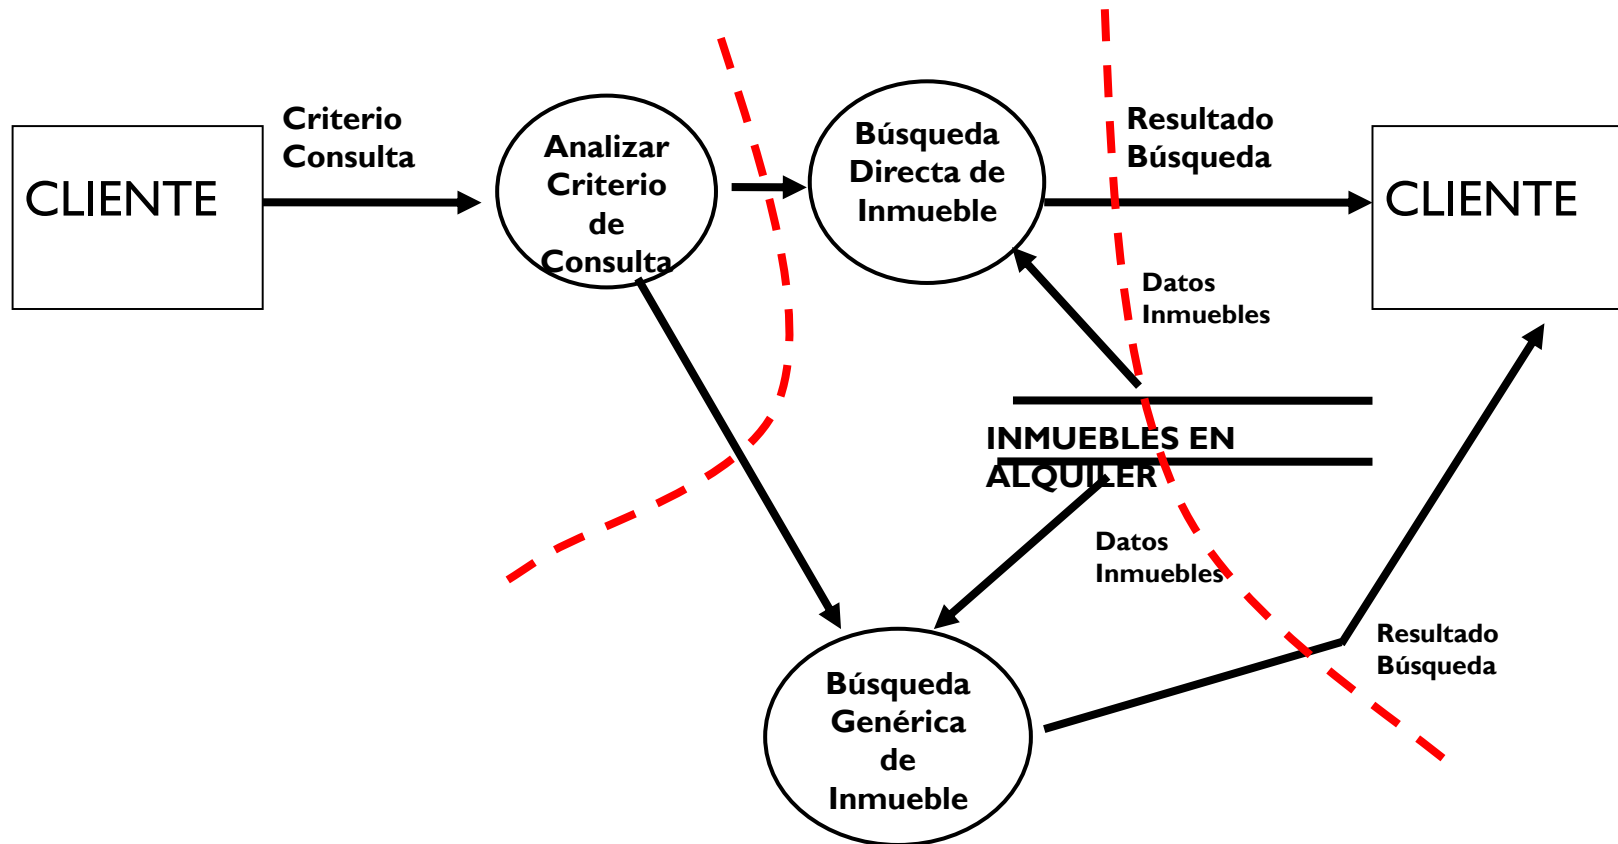 CLIENTE
Criterio
Consulta
Analizar
Criterio
de
Consulta
Búsqueda
Directa de
Inmueble
Resultado
Búsqueda
CLIENTE
Datos
Inmuebles
INMUEBLES EN
ALQUILER
Datos
Inmuebles
Resultado
Búsqueda
Búsqueda
Genérica
de
Inmueble